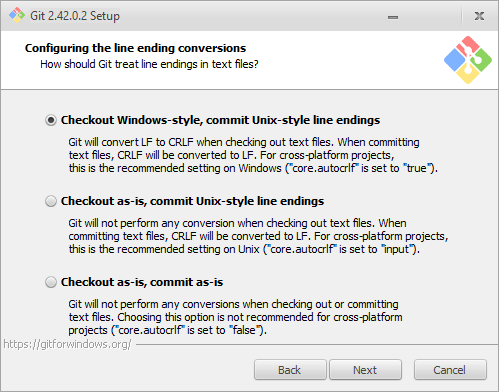 Git 2.42.0.2 Setup
Configuring the line ending conversions
How should Git treat line endings in text files?
Checkout Windows-style, commit Unix-style line endings
Git will convert LF to CRLF when checking out text files. When committing
text files, CRLF will be converted to LF. For cross-platform projects,
this is the recommended setting on Windows ("core.autocrlf" is set to "true").
Checkout as-is, commit Unix-style line endings
Git will not perform any conversion when checking out text files. When
committing text files, CRLF will be converted to LF. For cross-platform projects,
this is the recommended setting on Unix ("core.autocrlf" is set to "input").
Checkout as-is, commit as-is
Git will not perform any conversions when checking out or committing
text files. Choosing this option is not recommended for cross-platform
projects ("core.autocrlf" is set to "false").
https://gitforwindows.org/
Back Next Cancel